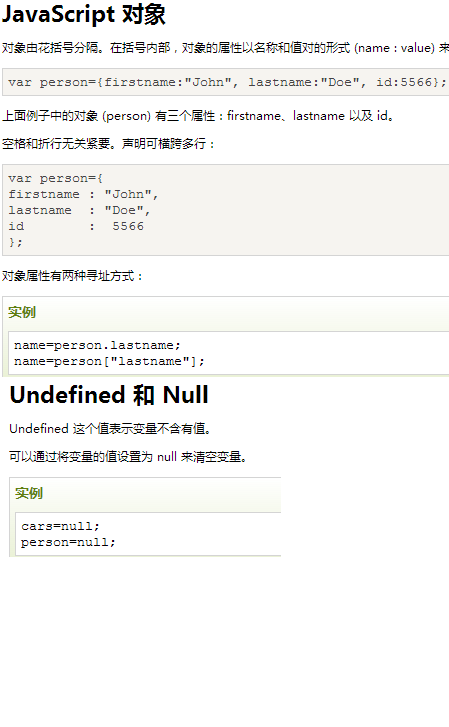 JavaScript 对象
对象由花括号分隔。在括号内部，对象的属性以名称和值对的形式 (name : value) 来
var person={firstname:"John", lastname:"Doe", id:5566};
上面例子中的对象 (person) 有三个属性：firstname、lastname 以及 id。
空格和折行无关紧要。声明可横跨多行：
var person={
firstname : "John",
lastname  : "Doe",
id        :  5566
};
对象属性有两种寻址方式：
实例
name=person.lastname;
name=person["lastname"];
Undefined 和 Null
Undefined 这个值表示变量不含有值。
可以通过将变量的值设置为 null 来清空变量。
实例
cars=null;
person=null;